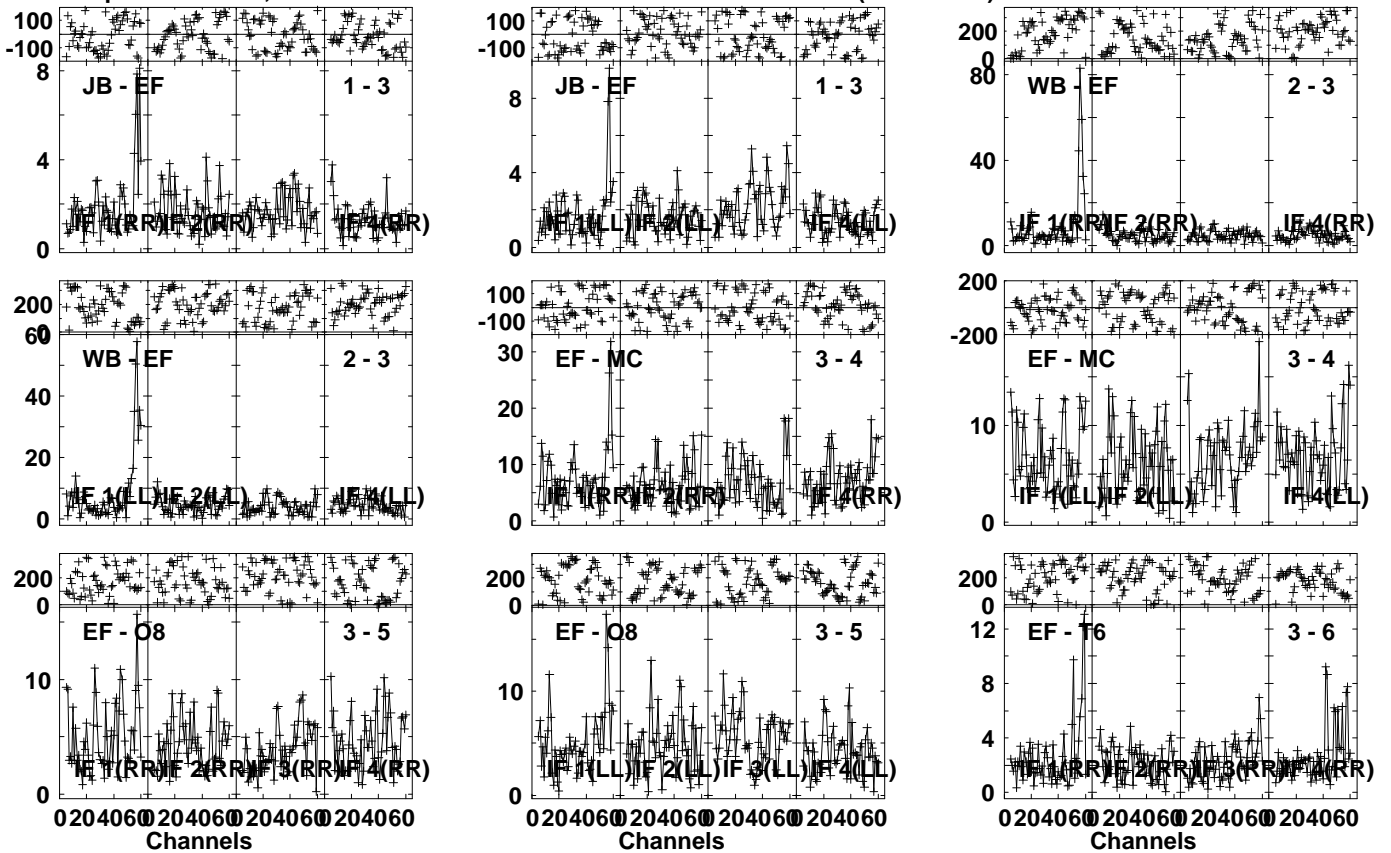 100 100 200
-100 -100 0
8 JB - EF 1 - 3 8 JB - EF 1 - 3 80 WB - EF 2 - 3
4 4 40
IF 1(RR) IF 2(RR) IF 4(RR) IF 1(LL) IF 2(LL) IF 4(LL) IF 1(RR) IF 2(RR) IF 4(RR)
0 0 0
200 100 200
0 -100 -200
60 WB - EF 2 - 3 30 EF - MC 3 - 4 EF - MC 3 - 4
40 20 10
20 10
IF 1(LL) IF 2(LL) IF 4(LL) IF 1(RR) IF 2(RR) IF 4(RR) IF 1(LL) IF 2(LL) IF 4(LL)
0 0 0
200 200 200
0 0 0
EF - O8 3 - 5 EF - O8 3 - 5 12 EF - T6 3 - 6
10 10 8
4
IF 1(RR) IF 2(RR) IF 3(RR) IF 4(RR) IF 1(LL) IF 2(LL) IF 3(LL) IF 4(LL) IF 1(RR) IF 2(RR) IF 3(RR) IF 4(RR)
0 0 0
0 20 40 60 0 20 40 60 0 20 40 60 0 20 40 60 0 20 40 60 0 20 40 60 0 20 40 60 0 20 40 60 0 20 40 60 0 20 40 60 0 20 40 60 0 20 40 60
Channels Channels Channels